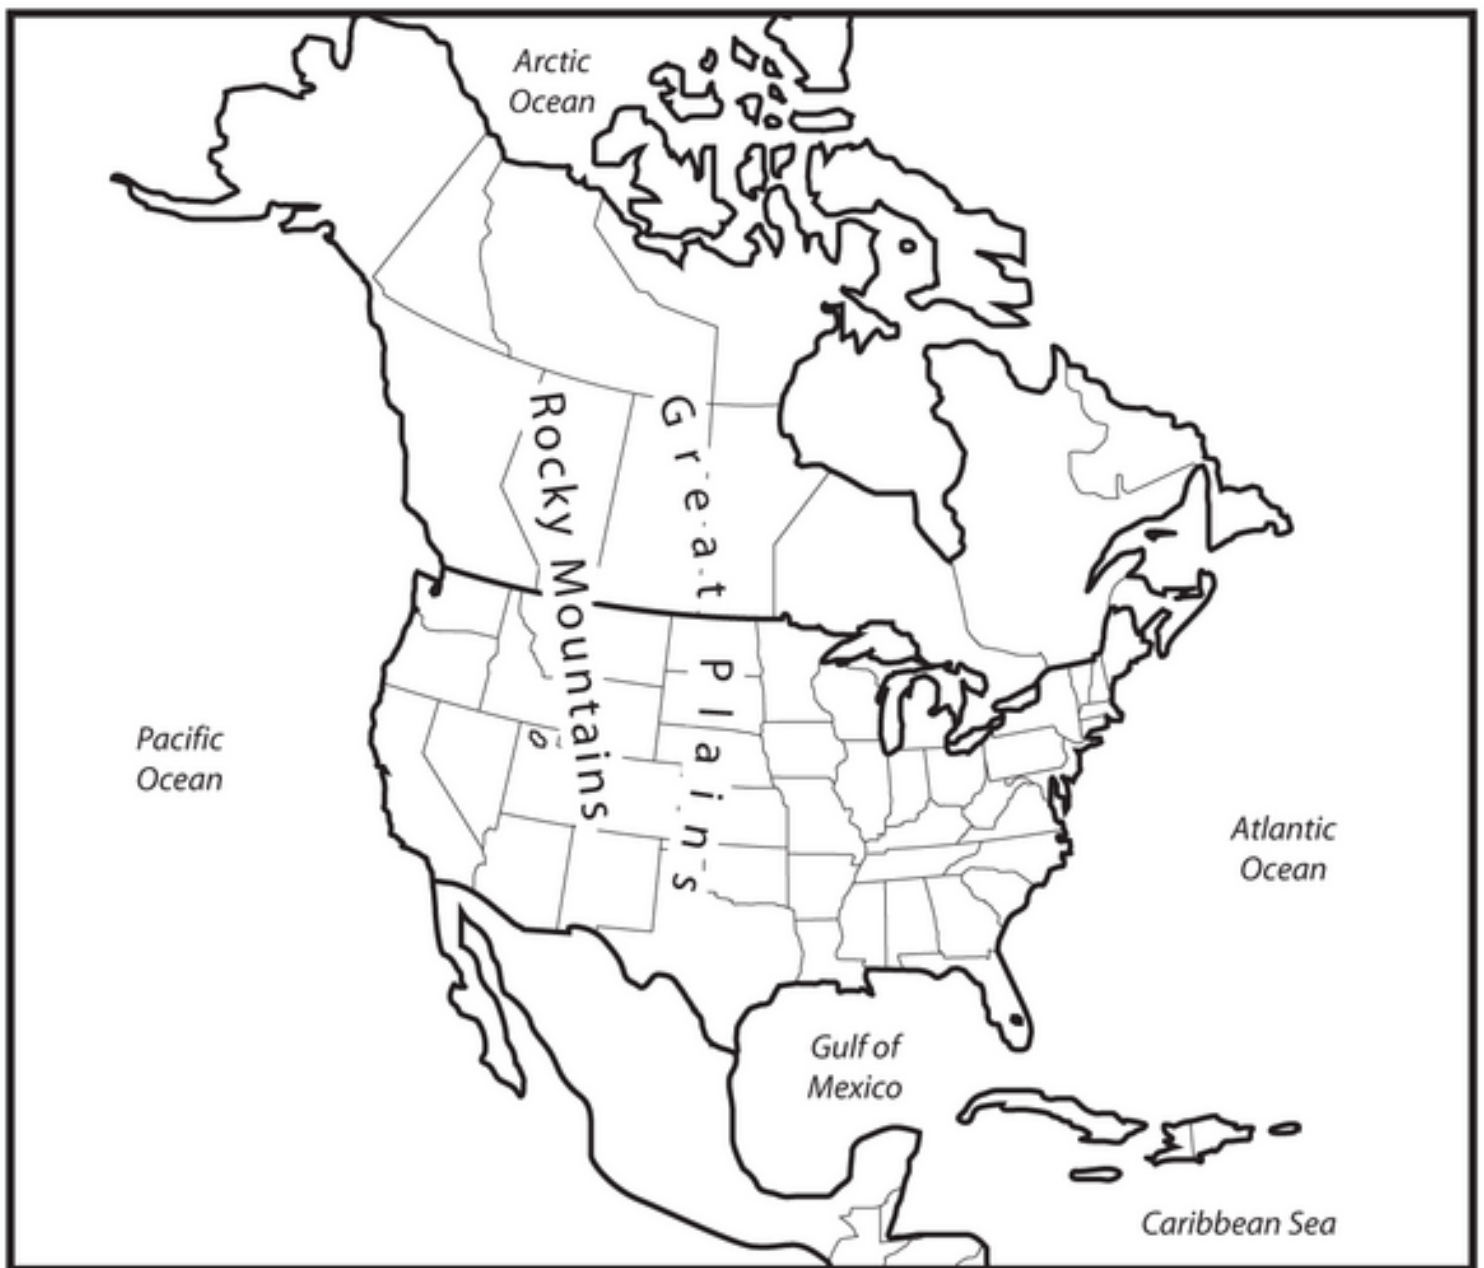 Arctic
Ocean
Rocky Mountains
Great Plains
Pacific
Ocean
Atlantic
Ocean
Gulf of
Mexico
Caribbean Sea